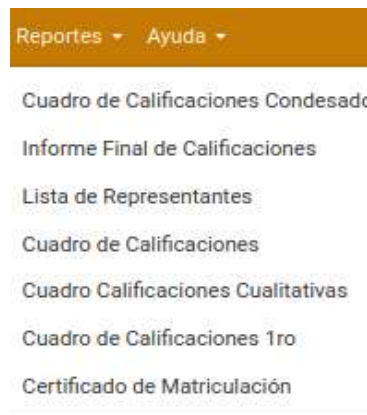 Reportes Ayuda
Cuadro de Calificaciones Condesado
Informe Final de Calificaciones
Lista de Representantes
Cuadro de Calificaciones
Cuadro Calificaciones Cualitativas
Cuadro de Calificaciones 1ro
Certificado de Matriculación